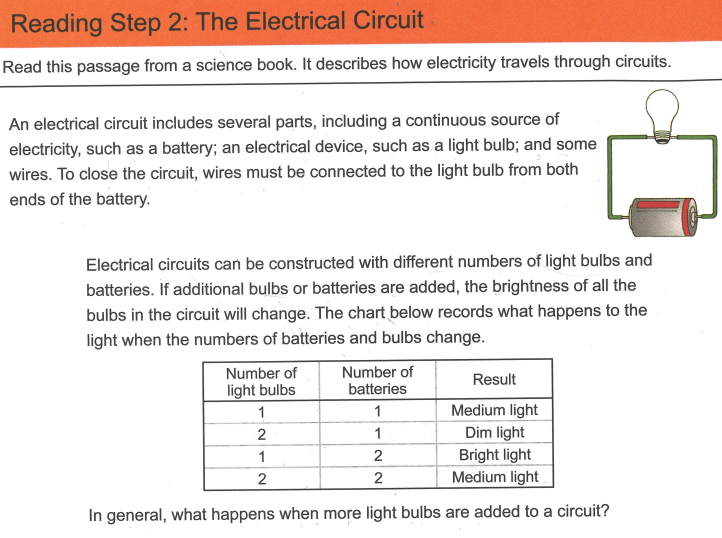 Reading Step 2: The Electrical Circuit
Read this passage from a science book. It describes how electricity travels through circuits.
An electrical circuit includes several parts, including a continuous source of
electricity, such as a battery; an electrical device, such as a light bulb; and some
wires. To close the circuit, wires must be connected to the light bulb from both
ends of the battery.
Electrical circuits can be constructed with different numbers of light bulbs and
batteries. If additional bulbs or batteries are added, the brightness of all the
bulbs in the circuit will change. The chart below records what happens to the
light when the numbers of batteries and bulbs change.
Number of light bulbs Number of batteries Result
1 1 Medium light
2 1 Dim light
1 2 Bright light
2 2 Medium light
In general, what happens when more light bulbs are added to a circuit?